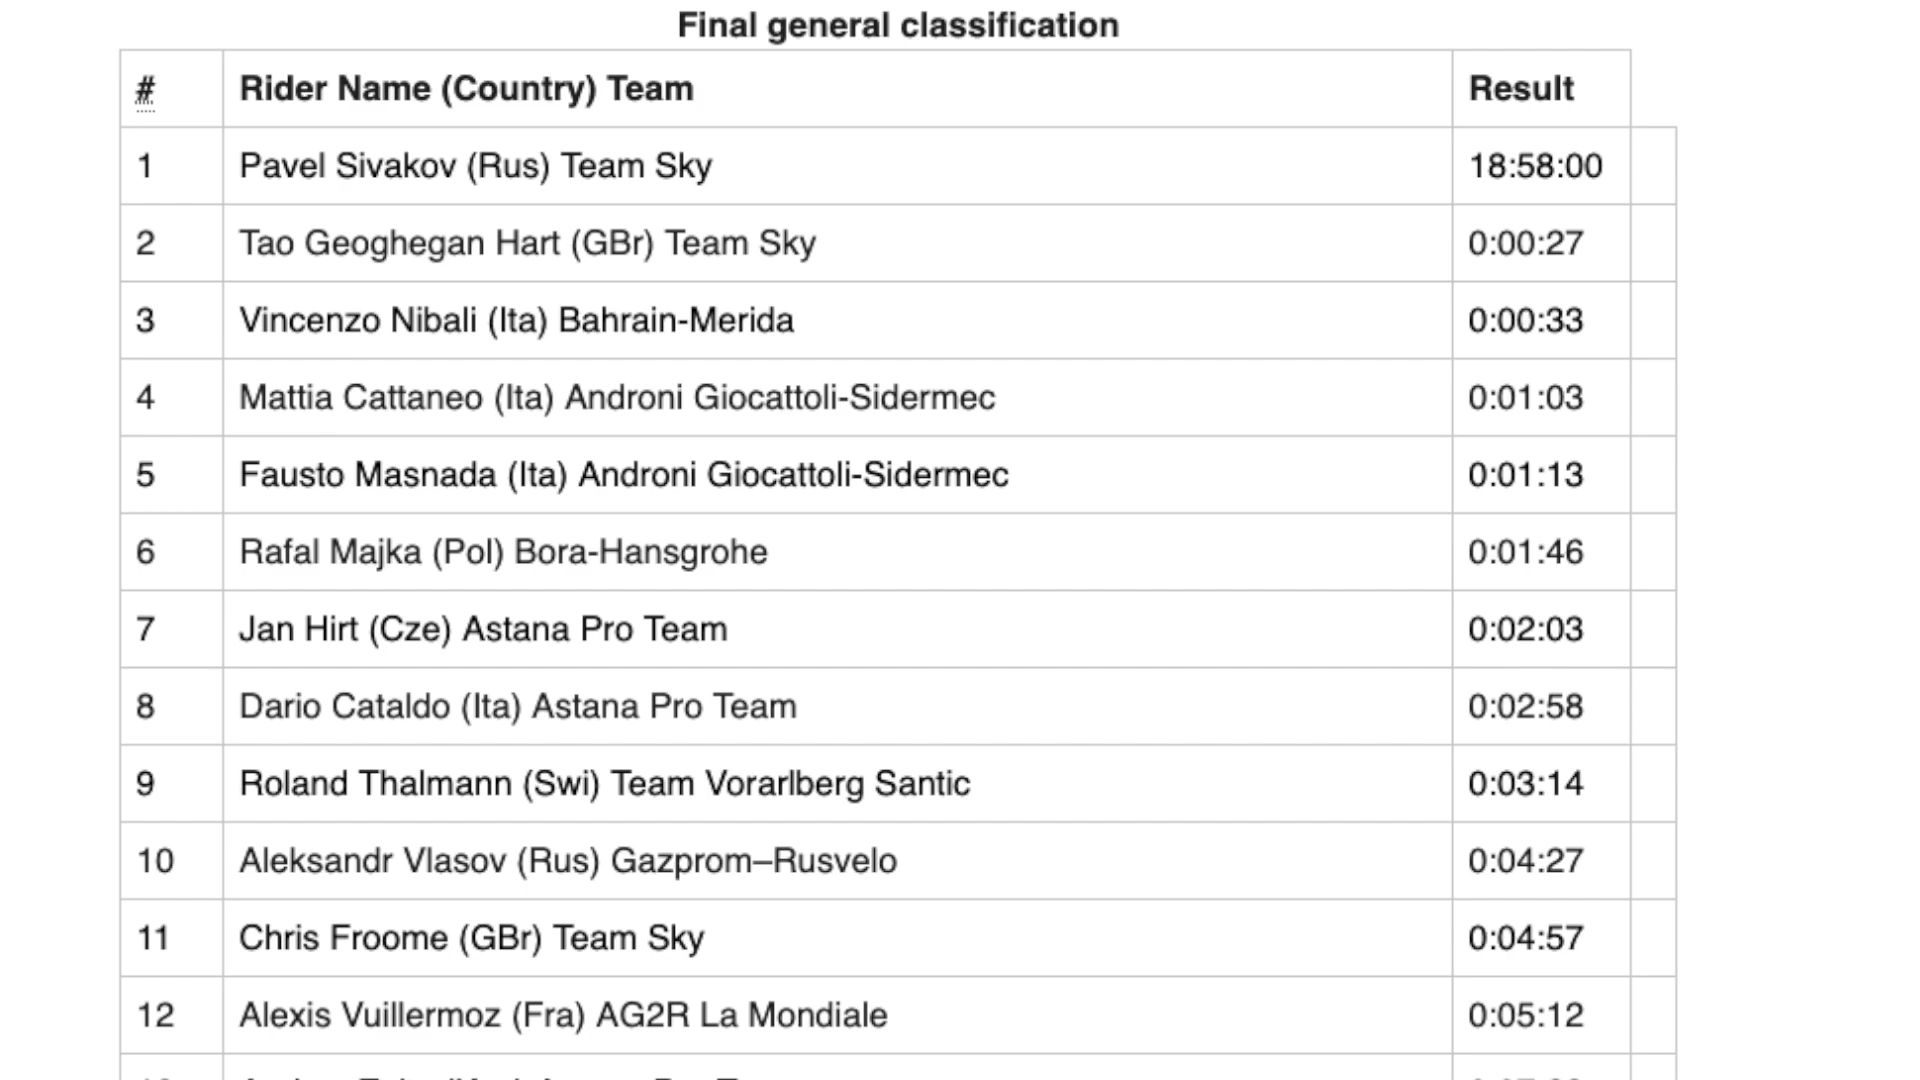 Final general classification
# Rider Name (Country) Team Result
1 Pavel Sivakov (Rus) Team Sky 18:58:00
2 Tao Geoghegan Hart (GBr) Team Sky 0:00:27
3 Vincenzo Nibali (Ita) Bahrain-Merida 0:00:33
4 Mattia Cattaneo (Ita) Androni Giocattoli-Sidermec 0:01:03
5 Fausto Masnada (Ita) Androni Giocattoli-Sidermec 0:01:13
6 Rafal Majka (Pol) Bora-Hansgrohe 0:01:46
7 Jan Hirt (Cze) Astana Pro Team 0:02:03
8 Dario Cataldo (Ita) Astana Pro Team 0:02:58
9 Roland Thalmann (Swi) Team Vorarlberg Santic 0:03:14
10 Aleksandr Vlasov (Rus) Gazprom–Rusvelo 0:04:27
11 Chris Froome (GBr) Team Sky 0:04:57
12 Alexis Vuillermoz (Fra) AG2R La Mondiale 0:05:12